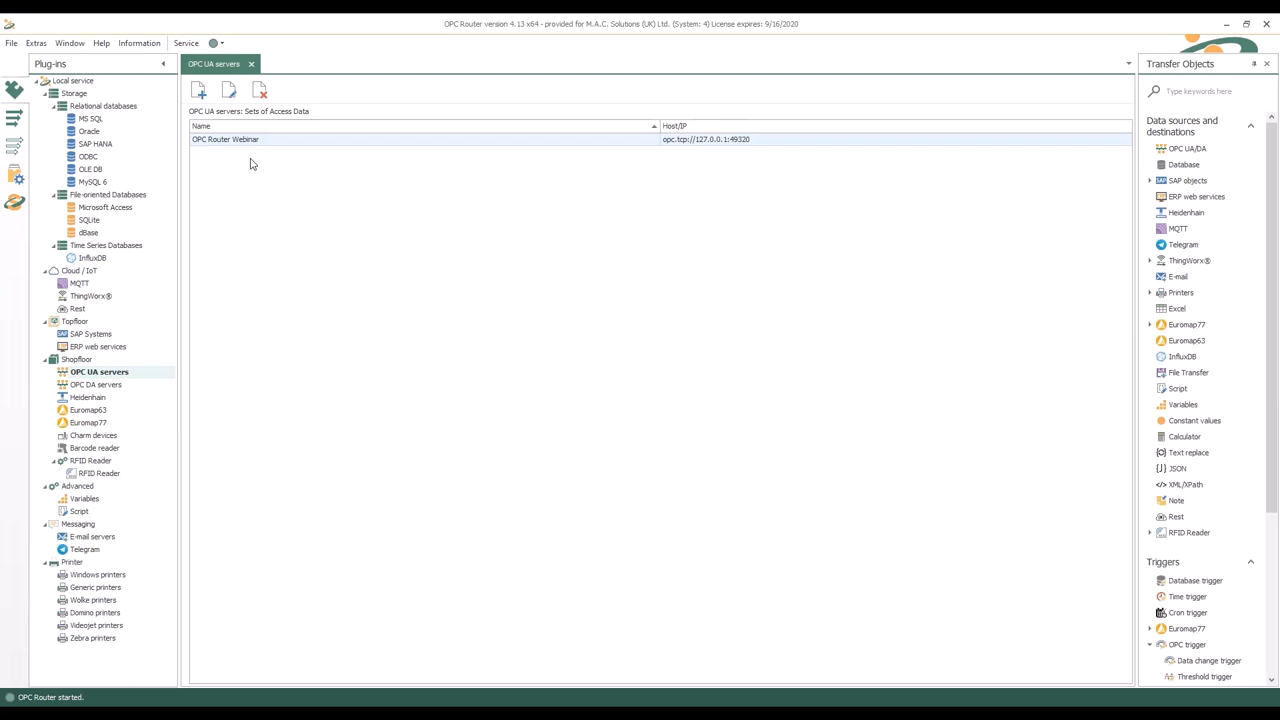 OPC Router version 4.13 x64 - provided for M.A.C. Solutions (UK) Ltd. (System: 4) License expires: 9/16/2020
File Extras Window Help Information Service
Plug-ins
Local service
Storage
Relational databases
MS SQL
Oracle
SAP HANA
ODBC
OLE DB
MySQL 6
File-oriented Databases
Microsoft Access
SQLite
dBase
Time Series Databases
InfluxDB
Cloud / IoT
MQTT
ThingWorx®
Rest
Topfloor
SAP Systems
ERP web services
Shopfloor
OPC UA servers
OPC DA servers
Heidenhain
Euromap63
Euromap77
Charm devices
Barcode reader
RFID Reader
RFID Reader
Advanced
Variables
Script
Messaging
E-mail servers
Telegram
Printer
Windows printers
Generic printers
Wolke printers
Domino printers
Videojet printers
Zebra printers
OPC UA servers
OPC UA servers: Sets of Access Data
Name Host/IP
OPC Router Webinar opc.tcp://127.0.0.1:49320
Transfer Objects
Type keywords here
Data sources and
destinations
OPC UA/DA
Database
SAP objects
ERP web services
Heidenhain
MQTT
Telegram
ThingWorx®
E-mail
Printers
Excel
Euromap77
Euromap63
InfluxDB
File Transfer
Script
Variables
Constant values
Calculator
Text replace
JSON
XML/XPath
Note
Rest
RFID Reader
Triggers
Database trigger
Time trigger
Cron trigger
Euromap77
OPC trigger
Data change trigger
Threshold trigger
OPC Router started.